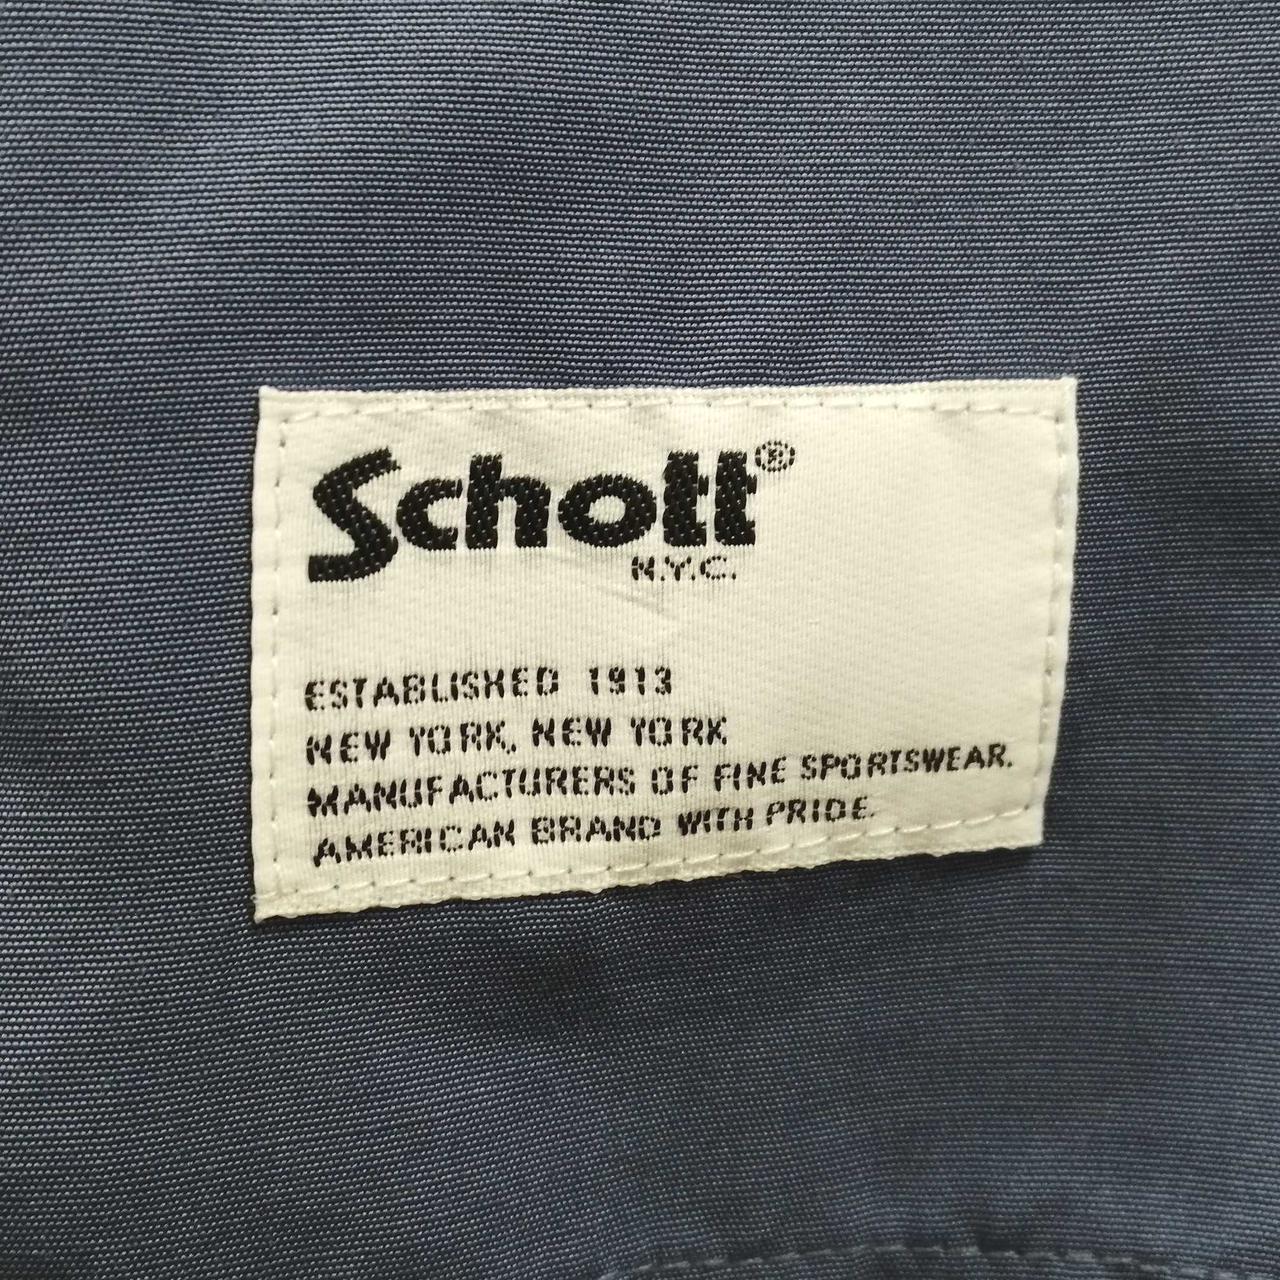 Schott®
N.Y.C.
ESTABLISHED 1913
NEW YORK, NEW YORK
MANUFACTURERS OF FINE SPORTSWEAR.
AMERICAN BRAND WITH PRIDE.